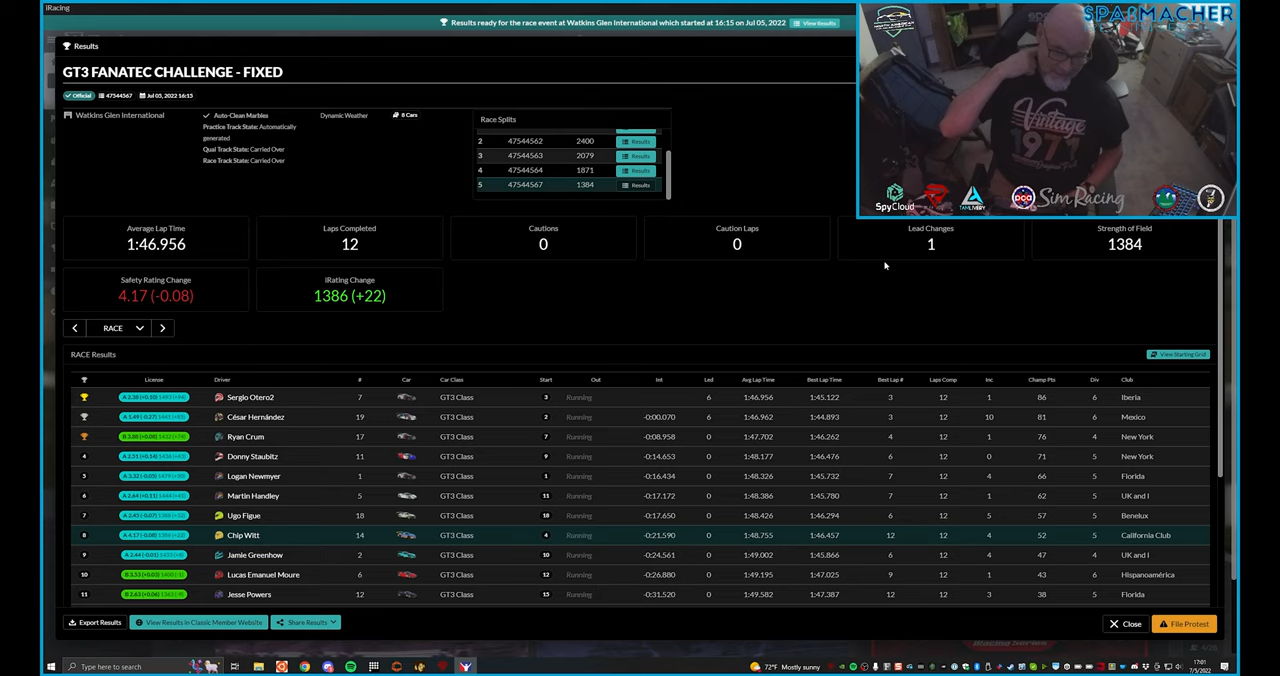 iRacing
Results ready for the race event at Watkins Glen International which started at 16:15 on Jul 05, 2022 View Results
SPAßMACHER
Results
GT3 FANATEC CHALLENGE - FIXED
Official 47544567 Jul 05, 2022 16:15
Watkins Glen International
Auto-Clean Marbles
Practice Track State: Automatically
generated
Qual Track State: Carried Over
Race Track State: Carried Over
Dynamic Weather
8 Cars
Race Splits
2 47544562 2400 Results
3 47544563 2079 Results
4 47544564 1871 Results
5 47544567 1384 Results
Vintage
SpyCloud
TAMLIVERY
pca
Sim Racing
Average Lap Time Laps Completed Cautions Caution Laps Lead Changes Strength of Field
1:46.956 12 0 0 1 1384
Safety Rating Change iRating Change
4.17 (-0.08) 1386 (+22)
RACE
RACE Results View Starting Grid
License Driver # Car Car Class Start Out Int Led Avg Lap Time Best Lap Time Best Lap # Laps Comp Inc Champ Pts Div Club
Sergio Otero2 7 GT3 Class 3 Running 6 1:46.956 1:45.122 3 12 1 86 6 Iberia
César Hernández 19 GT3 Class 2 Running -0:00.070 6 1:46.962 1:44.893 3 12 10 81 6 Mexico
Ryan Crum 17 GT3 Class 7 Running -0:08.958 0 1:47.702 1:46.262 4 12 1 76 4 New York
4 Donny Staubitz 11 GT3 Class 9 Running -0:14.653 0 1:48.177 1:46.476 6 12 0 71 5 New York
5 Logan Newmyer 1 GT3 Class 1 Running -0:16.434 0 1:48.326 1:45.732 7 12 4 66 5 Florida
6 Martin Handley 5 GT3 Class 11 Running -0:17.172 0 1:48.386 1:45.780 7 12 1 62 6 UK and I
7 Ugo Figue 18 GT3 Class 18 Running -0:17.650 0 1:48.426 1:46.294 6 12 5 57 5 Benelux
8 Chip Witt 14 GT3 Class 4 Running -0:21.590 0 1:48.755 1:46.457 12 12 4 52 5 California Club
9 Jamie Greenhow 2 GT3 Class 10 Running -0:24.561 0 1:49.002 1:45.866 6 12 4 47 4 UK and I
10 Lucas Emanuel Moure 6 GT3 Class 12 Running -0:26.880 0 1:49.195 1:47.025 9 12 1 43 6 Hispanoamérica
11 Jesse Powers 12 GT3 Class 15 Running -0:31.520 0 1:49.582 1:47.387 12 12 3 38 5 Florida
Export Results View Results in Classic Member Website Share Results Close File Protest
Type here to search
72°F Mostly sunny
17:01
7/5/2022